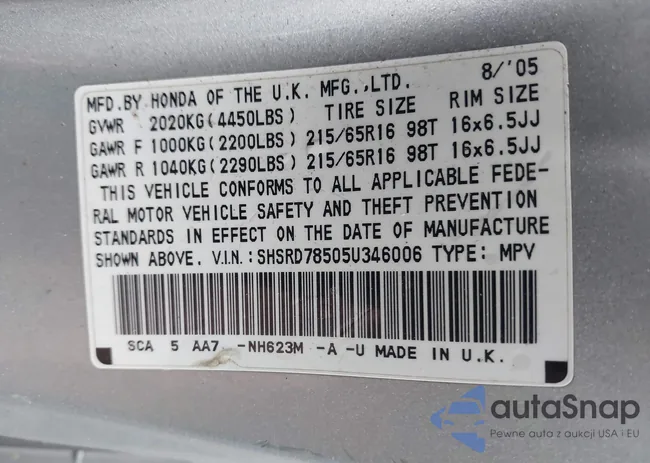 MFD.BY HONDA OF THE U.K. MFG.,LTD. 8/'05
GVWR 2020KG(4450LBS) TIRE SIZE RIM SIZE
GAWR F 1000KG(2200LBS) 215/65R16 98T 16x6.5JJ
GAWR R 1040KG(2290LBS) 215/65R16 98T 16x6.5JJ
THIS VEHICLE CONFORMS TO ALL APPLICABLE FEDE-
RAL MOTOR VEHICLE SAFETY AND THEFT PREVENTION
STANDARDS IN EFFECT ON THE DATE OF MANUFACTURE
SHOWN ABOVE. V.I.N.:SHSRD78505U346006 TYPE: MPV
SCA 5 AA7 -NH623M -A -U MADE IN U.K.
autaSnap
Pewne auta z aukcji USA i EU